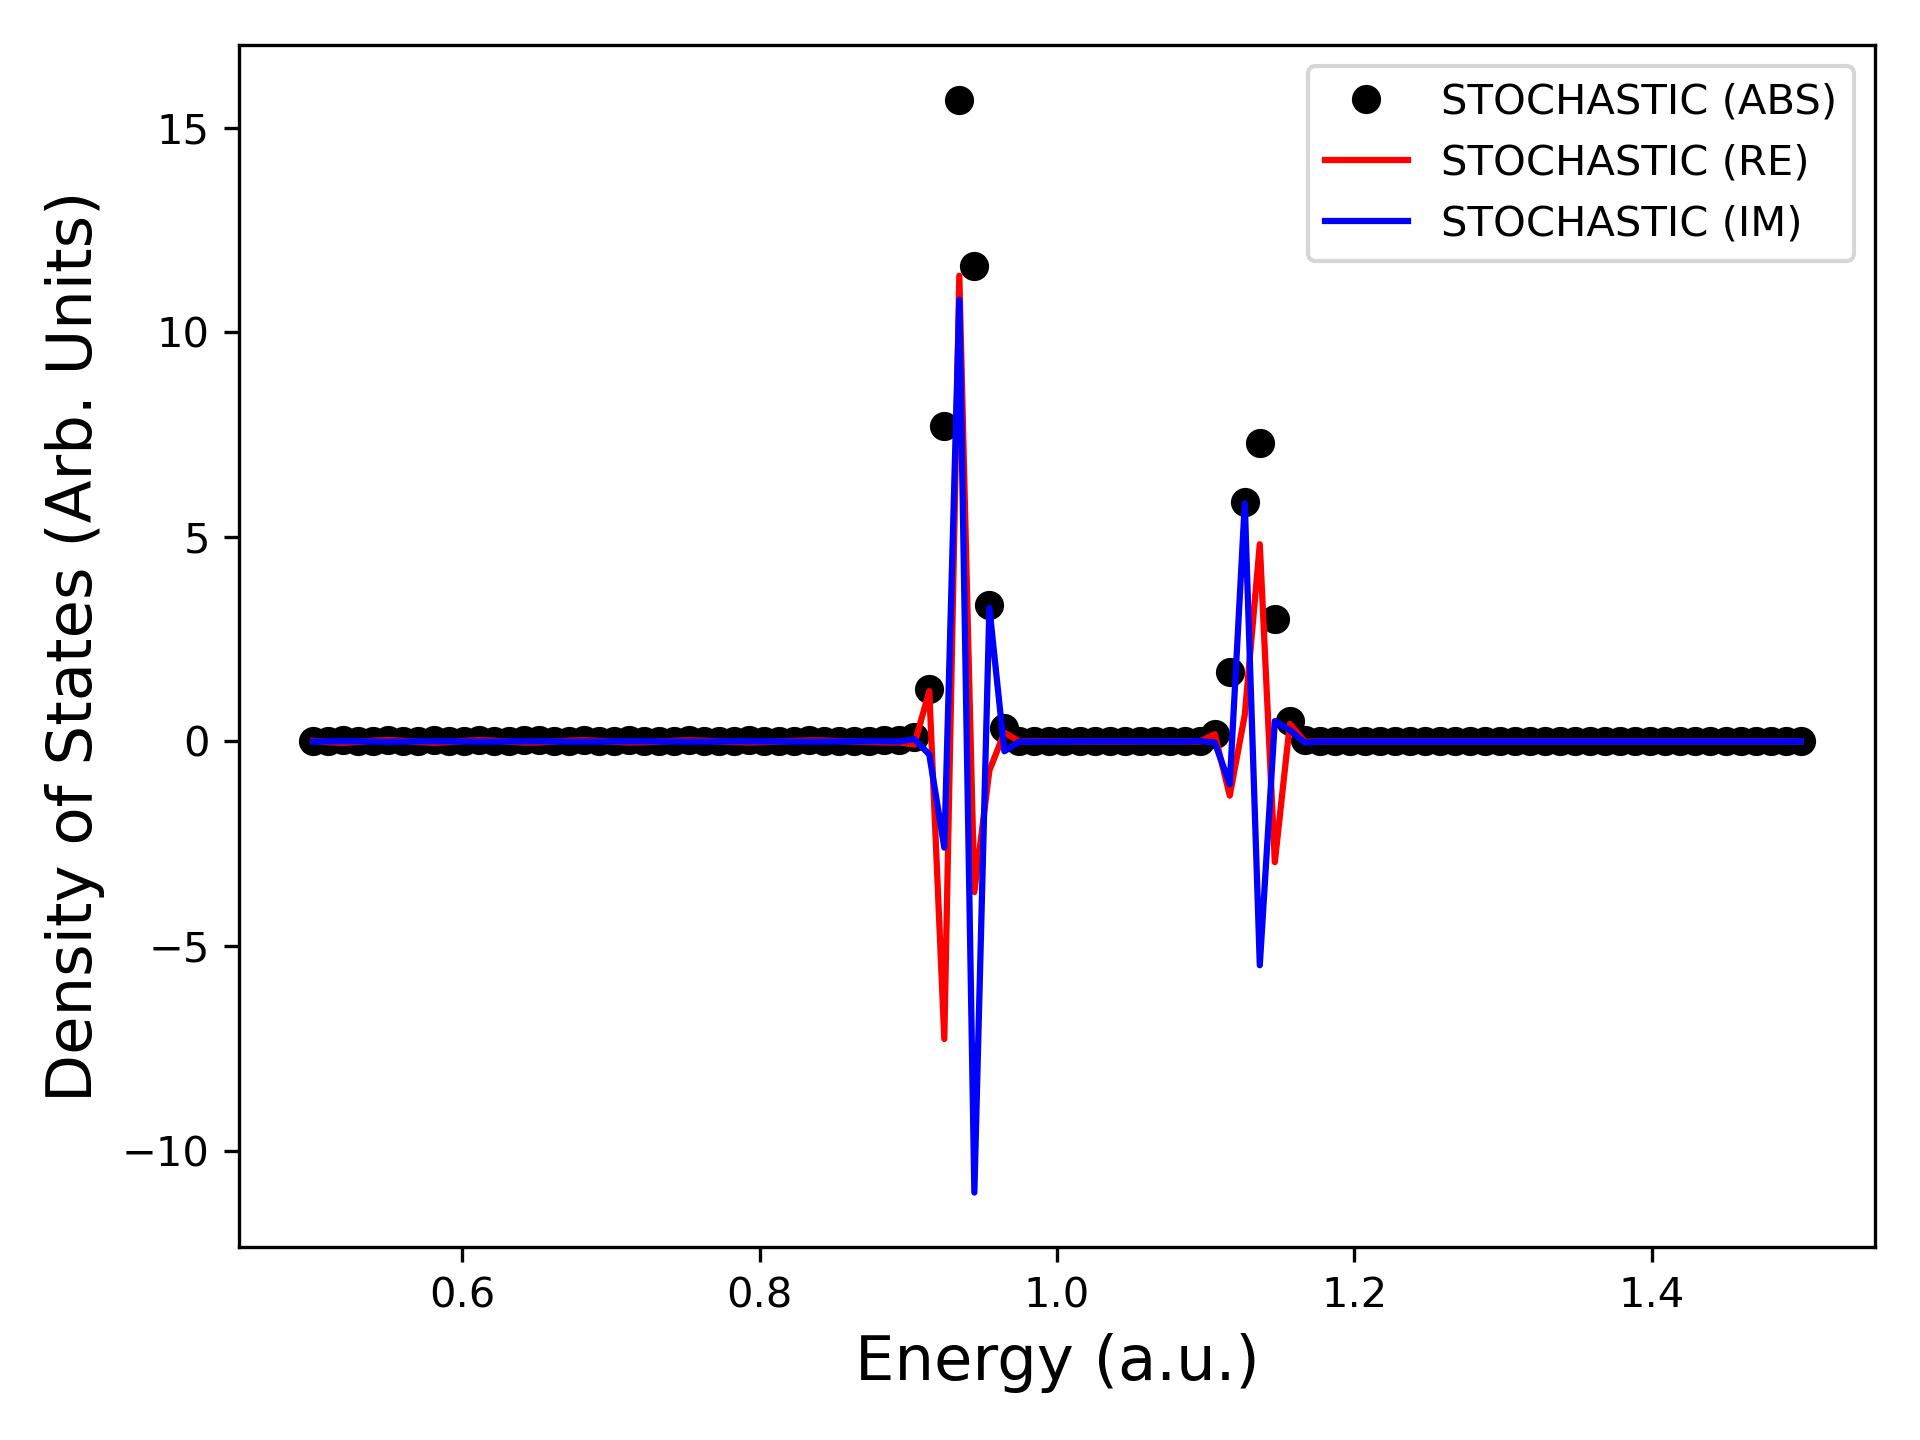 STOCHASTIC (ABS)
STOCHASTIC (RE)
STOCHASTIC (IM)
Density of States (Arb. Units)
15
10
5
0
−5
−10
0.6 0.8 1.0 1.2 1.4
Energy (a.u.)